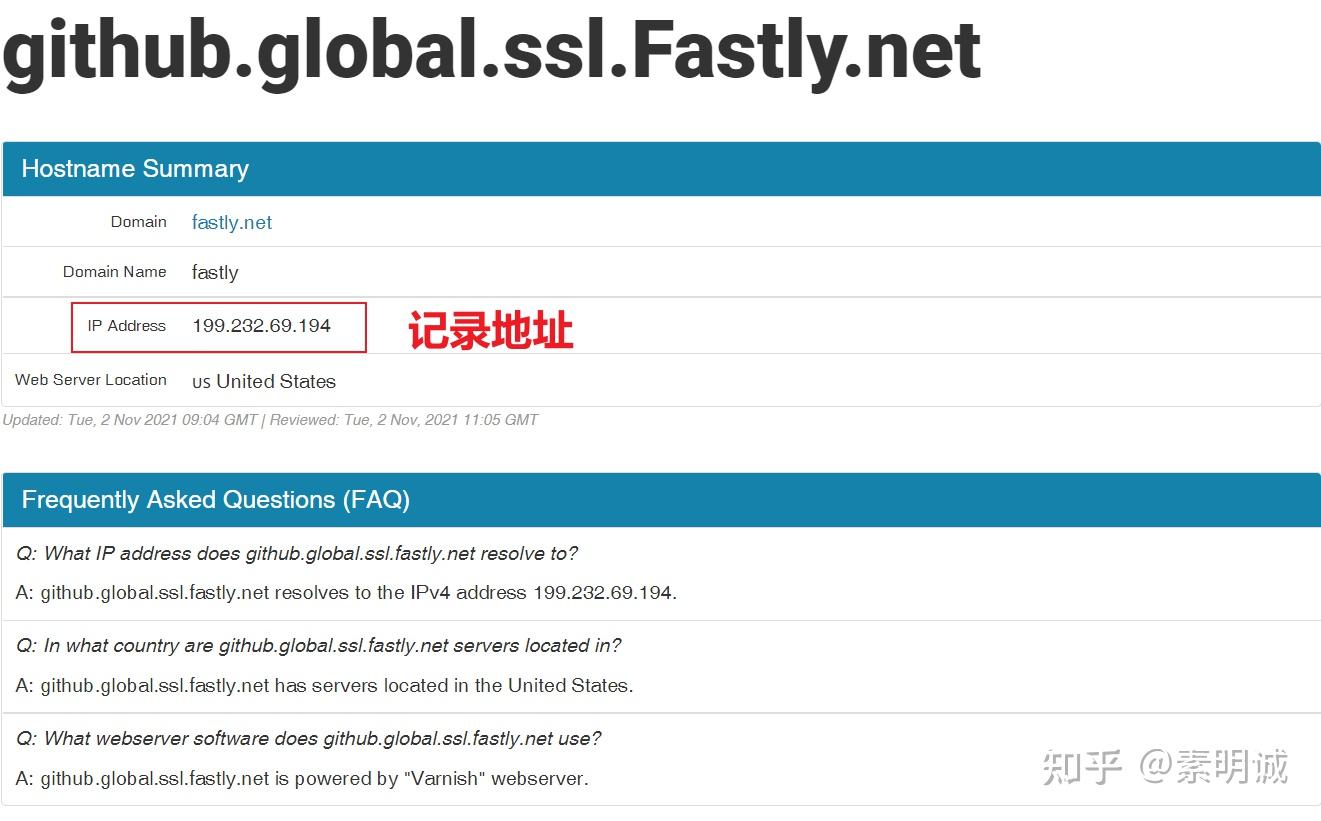 github.global.ssl.Fastly.net
Hostname Summary
Domain fastly.net
Domain Name fastly
IP Address 199.232.69.194 记录地址
Web Server Location us United States
Updated: Tue, 2 Nov 2021 09:04 GMT | Reviewed: Tue, 2 Nov, 2021 11:05 GMT
Frequently Asked Questions (FAQ)
Q: What IP address does github.global.ssl.fastly.net resolve to?
A: github.global.ssl.fastly.net resolves to the IPv4 address 199.232.69.194.
Q: In what country are github.global.ssl.fastly.net servers located in?
A: github.global.ssl.fastly.net has servers located in the United States.
Q: What webserver software does github.global.ssl.fastly.net use?
A: github.global.ssl.fastly.net is powered by "Varnish" webserver.
知乎 @素明诚